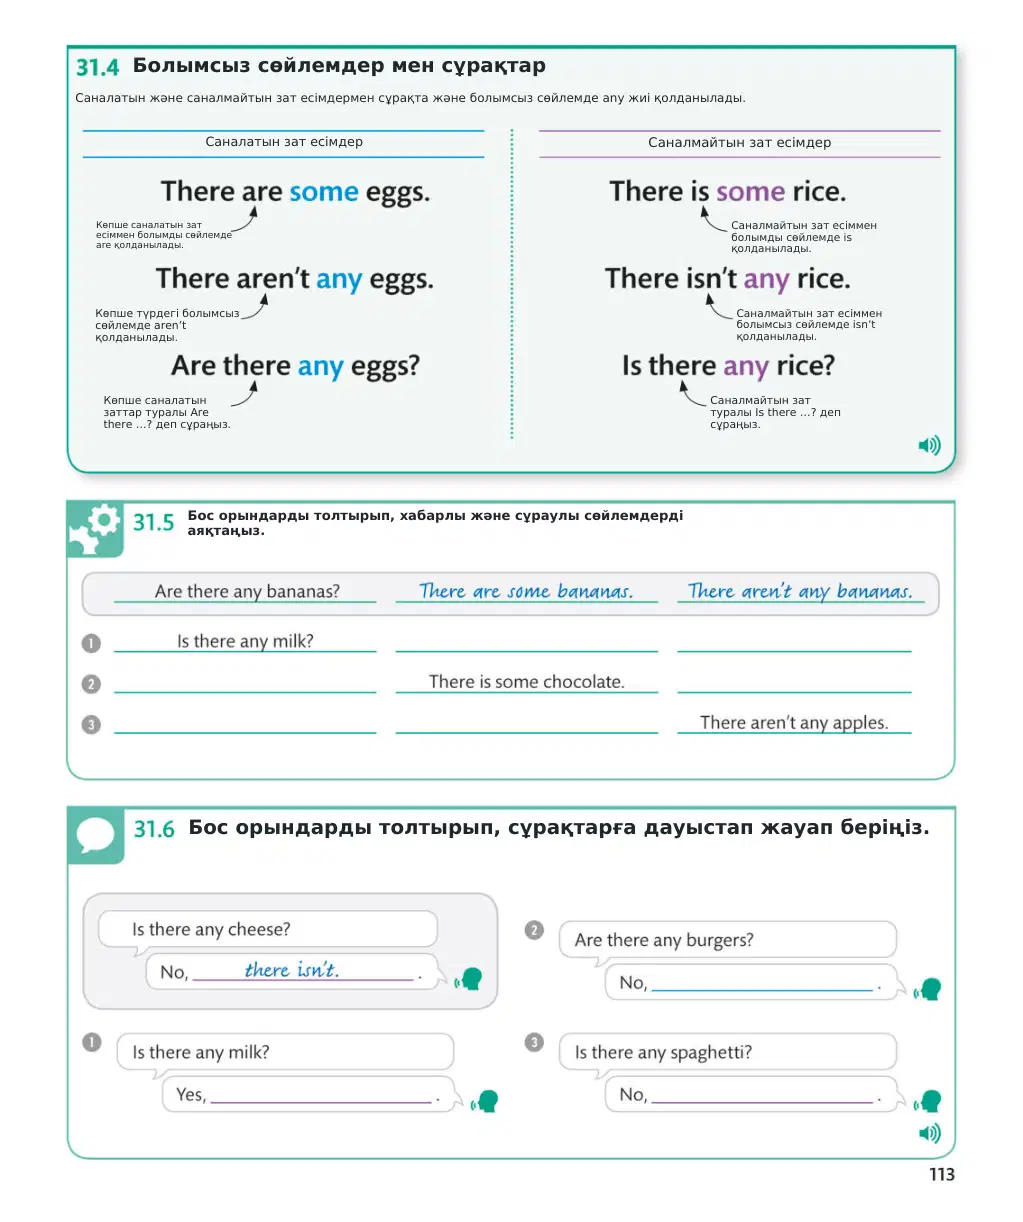 31.4 Болымсыз сөйлемдер мен сұрақтар
Саналатын және саналмайтын зат есімдермен сұрақта және болымсыз сөйлемде any жиі қолданылады.
Саналатын зат есімдер
There are some eggs.
Көпше саналатын зат
есіммен болымды сөйлемде
are қолданылады.
There aren't any eggs.
Көпше түрдегі болымсыз
сөйлемде aren't
қолданылады.
Are there any eggs?
Көпше саналатын
заттар туралы Are
there ...? деп сұраңыз.
Саналмайтын зат есімдер
There is some rice.
Саналмайтын зат есіммен
болымды сөйлемде is
қолданылады.
There isn't any rice.
Саналмайтын зат есіммен
болымсыз сөйлемде isn't
қолданылады.
Is there any rice?
Саналмайтын зат
туралы Is there ...? деп
сұраңыз.
31.5 Бос орындарды толтырып, хабарлы және сұраулы сөйлемдерді
аяқтаңыз.
Are there any bananas? There are some bananas. There aren't any bananas.
1 Is there any milk?
2 There is some chocolate.
3 There aren't any apples.
31.6 Бос орындарды толтырып, сұрақтарға дауыстап жауап беріңіз.
Is there any cheese?
No, there isn't. .
1 Is there any milk?
Yes, .
2 Are there any burgers?
No, .
3 Is there any spaghetti?
No, .
113